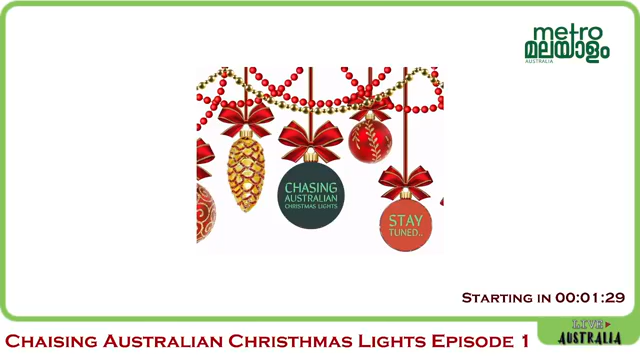 metro
മലയാളം
AUSTRALIA
CHASING
AUSTRALIAN
CHRISTMAS LIGHTS
STAY
TUNED..
STARTING IN 00:01:29
CHAISING AUSTRALIAN CHRISTHMAS LIGHTS EPISODE 1
LIVE
AUSTRALIA